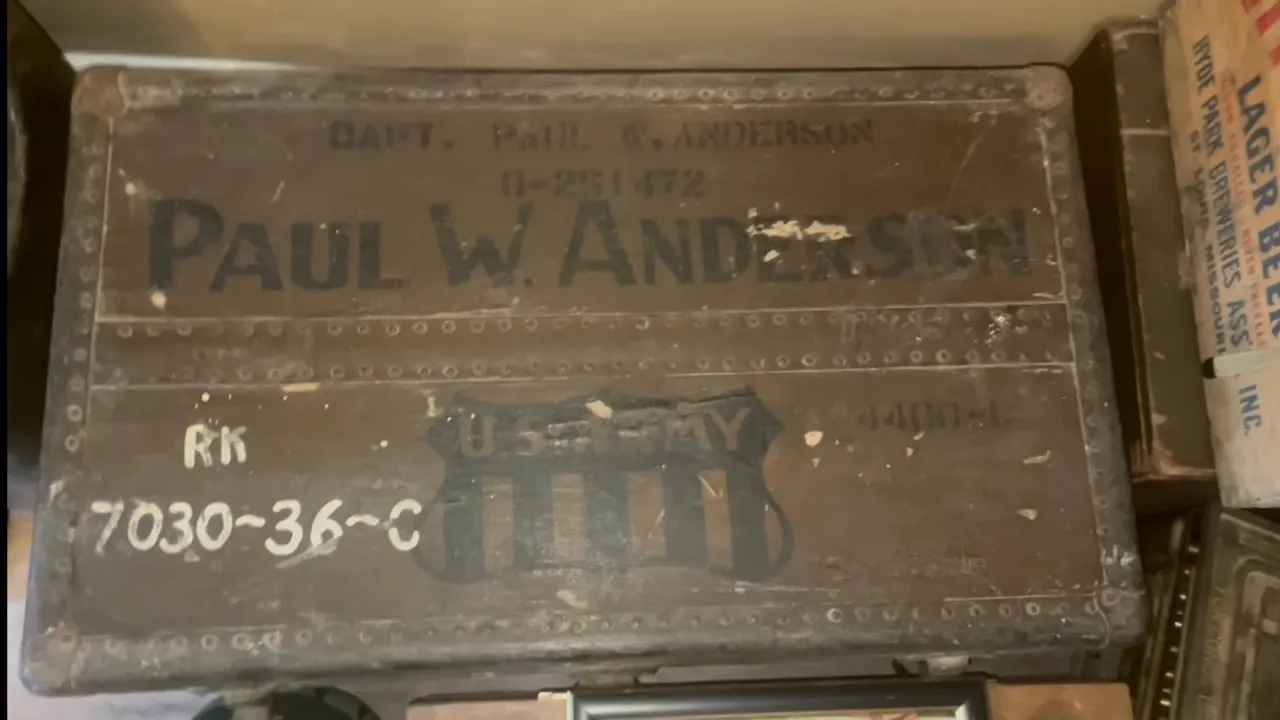 CAPT. PAUL W. ANDERSON
O-251472
PAUL W. ANDERSON
U.S. ARMY
RK
7030-36-C
LAGER BEER
HYDE PARK BREWERIES ASS'
ST. LOUIS, MISSOURI
INC.